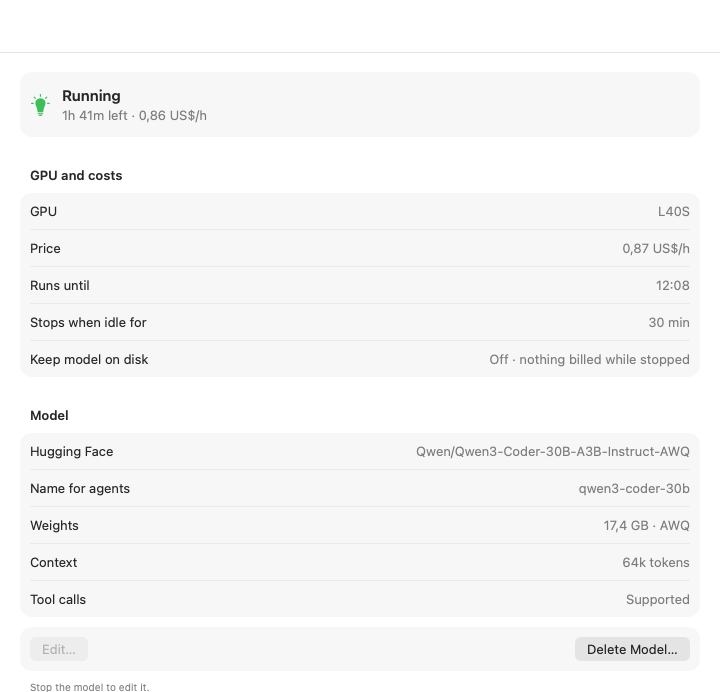 Running
1h 41m left · 0,86 US$/h
GPU and costs
GPU L40S
Price 0,87 US$/h
Runs until 12:08
Stops when idle for 30 min
Keep model on disk Off · nothing billed while stopped
Model
Hugging Face Qwen/Qwen3-Coder-30B-A3B-Instruct-AWQ
Name for agents qwen3-coder-30b
Weights 17,4 GB · AWQ
Context 64k tokens
Tool calls Supported
Edit... Delete Model...
Stop the model to edit it.